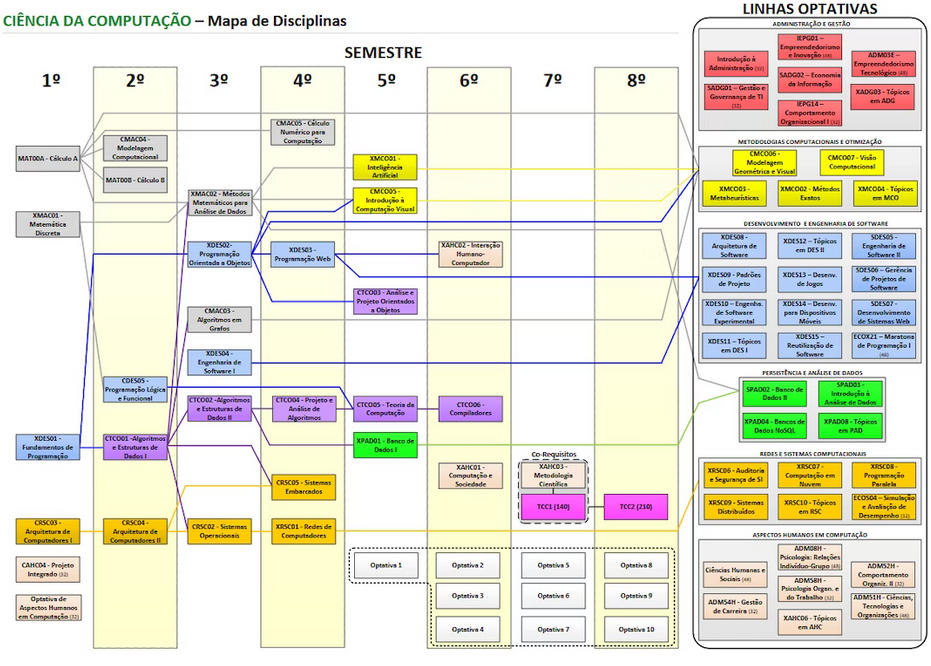 CIÊNCIA DA COMPUTAÇÃO – Mapa de Disciplinas
SEMESTRE
1º
2º
3º
4º
5º
6º
7º
8º
MAT00A - Cálculo A
XMAC01 -
Matemática
Discreta
XDES01 -
Fundamentos de
Programação
CRSC03 -
Arquitetura de
Computadores I
CAHC04 - Projeto
Integrado (32)
Optativa de
Aspectos Humanos
em Computação (32)
CMAC04 -
Modelagem
Computacional
MAT00B - Cálculo B
CDES05 -
Programação Lógica
e Funcional
CTCO01 -Algoritmos
e Estruturas de
Dados I
CRSC04 -
Arquitetura de
Computadores II
XMAC02 - Métodos
Matemáticos para
Análise de Dados
XDES02-
Programação
Orientada a Objetos
CMAC03 -
Algoritmos em
Grafos
XDES04 -
Engenharia de
Software I
CTCO02 -Algoritmos
e Estruturas de
Dados II
CRSC02 - Sistemas
Operacionais
CMAC05 - Cálculo
Numérico para
Computação
XDES03 -
Programação Web
CTCO04 - Projeto e
Análise de
Algoritmos
CRSC05 - Sistemas
Embarcados
XRSC01 - Redes de
Computadores
XMCO01 -
Inteligência
Artificial
CMCO05 -
Introdução à
Computação Visual
CTCO03 - Análise e
Projeto Orientados
a Objetos
CTCO05 - Teoria da
Computação
XPAD01 - Banco de
Dados I
Optativa 1
XAHC02 - Interação
Humano-
Computador
CTCO06 -
Compiladores
XAHC01 -
Computação e
Sociedade
Optativa 2
Optativa 3
Optativa 4
Co-Requisitos
XAHC03 -
Metodologia
Científica
TCC1 (140)
Optativa 5
Optativa 6
Optativa 7
TCC2 (210)
Optativa 8
Optativa 9
Optativa 10
LINHAS OPTATIVAS
ADMINISTRAÇÃO E GESTÃO
Introdução à
Administração (32)
SADG01 – Gestão e
Governança de TI
(32)
IEPG01 –
Empreendedorismo
e Inovação (48)
SADG02 – Economia
da Informação
IEPG14 –
Comportamento
Organizacional I (32)
ADM03E –
Empreendedorismo
Tecnológico (48)
XADG03 - Tópicos
em ADG
METODOLOGIAS COMPUTACIONAIS E OTIMIZAÇÃO
CMCO06 -
Modelagem
Geométrica e Visual
CMCO07 - Visão
Computacional
XMCO03 -
Metaheurísticas
XMCO02 - Métodos
Exatos
XMCO04 - Tópicos
em MCO
DESENVOLVIMENTO E ENGENHARIA DE SOFTWARE
XDES08 -
Arquitetura de
Software
XDES12 – Tópicos
em DES II
SDES05 -
Engenharia de
Software II
XDES09 - Padrões
de Projeto
XDES13 – Desenv.
de Jogos
SDES06 – Gerência
de Projetos de
Software
XDES10 – Engenha.
de Software
Experimental
XDES14 – Desenv.
para Dispositivos
Móveis
SDES07 -
Desenvolvimento
de Sistemas Web
XDES11 – Tópicos
em DES I
XDES15 –
Reutilização de
Software
ECOX21 – Maratona
de Programação I
(48)
PERSISTÊNCIA E ANÁLISE DE DADOS
SPAD02 - Banco de
Dados II
SPAD03 -
Introdução à
Análise de Dados
XPAD04 - Bancos de
Dados NoSQL
XPAD08 - Tópicos
em PAD
REDES E SISTEMAS COMPUTACIONAIS
XRSC06 – Auditoria
e Segurança de SI
XRSC07 –
Computação em
Nuvem
XRSC08 –
Programação
Paralela
XRSC09 - Sistemas
Distribuídos
XRSC10 - Tópicos
em RSC
ECOS04 – Simulação
e Avaliação de
Desempenho (32)
ASPECTOS HUMANOS EM COMPUTAÇÃO
Ciências Humanas e
Sociais (48)
ADM54H – Gestão
de Carreira (32)
ADM08H -
Psicologia: Relações
Indivíduo-Grupo (48)
ADM58H -
Psicologia Organ. e
do Trabalho (32)
XAHC06 - Tópicos
em AHC
ADM52H -
Comportamento
Organiz. II (32)
ADM51H - Ciências,
Tecnologias e
Organizações (48)